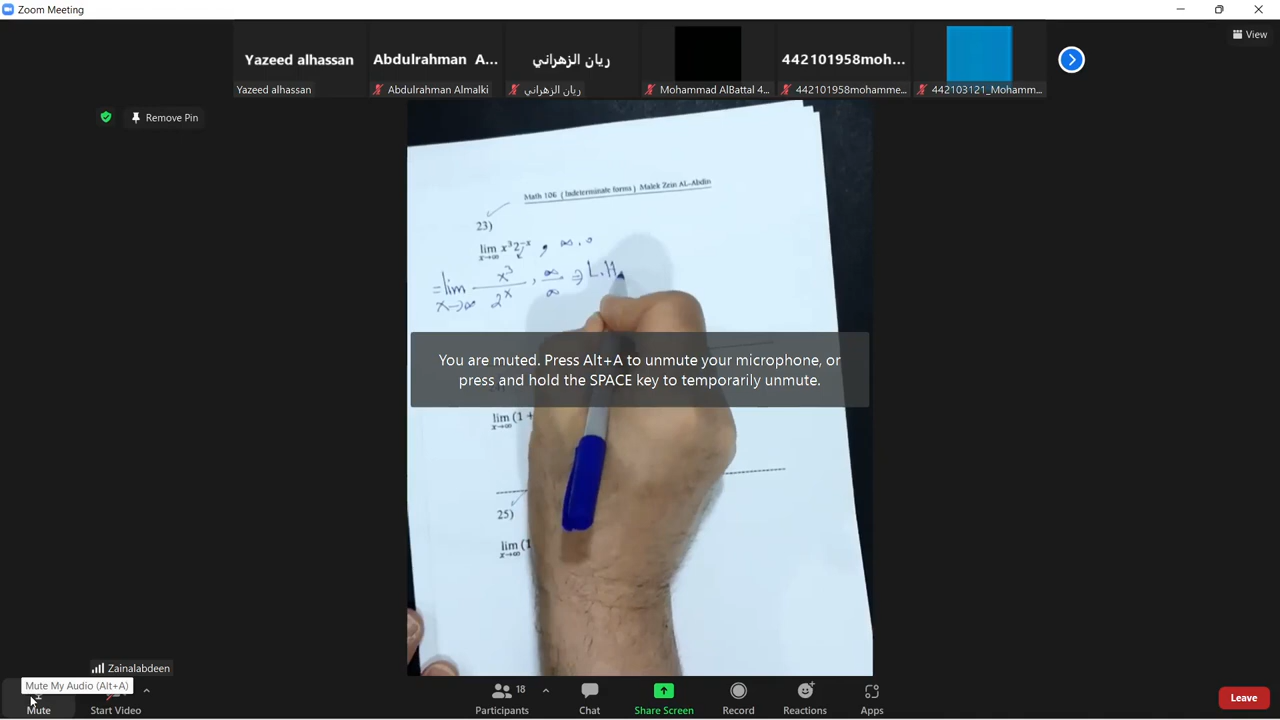 Zoom Meeting
View
Yazeed alhassan
Abdulrahman A...
ريان الزهراني
442101958moh...
Yazeed alhassan
Abdulrahman Almalki
ريان الزهراني
Mohammad AlBattal 4...
442101958mohamme...
442103121_Mohamm...
Remove Pin
Math 106 ( Indeterminate forms ) Malek Zein AL-Abdin
23)
lim x→∞ x³2⁻ˣ , ∞ . 0
= lim x→∞ x³/2ˣ , ∞/∞ ⇒ L.H
You are muted. Press Alt+A to unmute your microphone, or
press and hold the SPACE key to temporarily unmute.
lim x→∞ (1 +
25)
lim x→∞ (1
Zainalabdeen
Mute My Audio (Alt+A)
Mute
Start Video
18
Participants
Chat
Share Screen
Record
Reactions
Apps
Leave